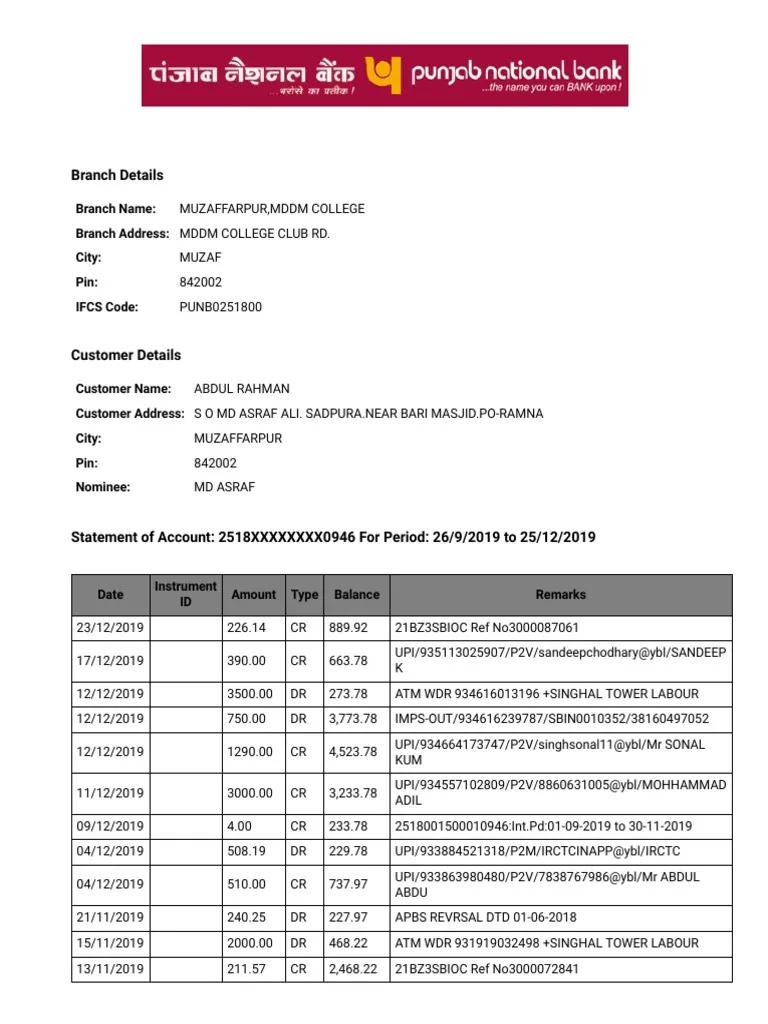 पंजाब नैशनल बैंक punjab national bank
...भरोसे का प्रतीक! ...the name you can BANK upon!
Branch Details
Branch Name: MUZAFFARPUR,MDDM COLLEGE
Branch Address: MDDM COLLEGE CLUB RD.
City: MUZAF
Pin: 842002
IFCS Code: PUNB0251800
Customer Details
Customer Name: ABDUL RAHMAN
Customer Address: S O MD ASRAF ALI. SADPURA.NEAR BARI MASJID.PO-RAMNA
City: MUZAFFARPUR
Pin: 842002
Nominee: MD ASRAF
Statement of Account: 2518XXXXXXXX0946 For Period: 26/9/2019 to 25/12/2019
Date Instrument ID Amount Type Balance Remarks
23/12/2019 226.14 CR 889.92 21BZ3SBIOC Ref No3000087061
17/12/2019 390.00 CR 663.78 UPI/935113025907/P2V/sandeepchodhary@ybl/SANDEEP
K
12/12/2019 3500.00 DR 273.78 ATM WDR 934616013196 +SINGHAL TOWER LABOUR
12/12/2019 750.00 DR 3,773.78 IMPS-OUT/934616239787/SBIN0010352/38160497052
12/12/2019 1290.00 CR 4,523.78 UPI/934664173747/P2V/singhsonal11@ybl/Mr SONAL
KUM
11/12/2019 3000.00 CR 3,233.78 UPI/934557102809/P2V/8860631005@ybl/MOHHAMMAD
ADIL
09/12/2019 4.00 CR 233.78 2518001500010946:Int.Pd:01-09-2019 to 30-11-2019
04/12/2019 508.19 DR 229.78 UPI/933884521318/P2M/IRCTCINAPP@ybl/IRCTC
04/12/2019 510.00 CR 737.97 UPI/933863980480/P2V/7838767986@ybl/Mr ABDUL
ABDU
21/11/2019 240.25 DR 227.97 APBS REVRSAL DTD 01-06-2018
15/11/2019 2000.00 DR 468.22 ATM WDR 931919032498 +SINGHAL TOWER LABOUR
13/11/2019 211.57 CR 2,468.22 21BZ3SBIOC Ref No3000072841